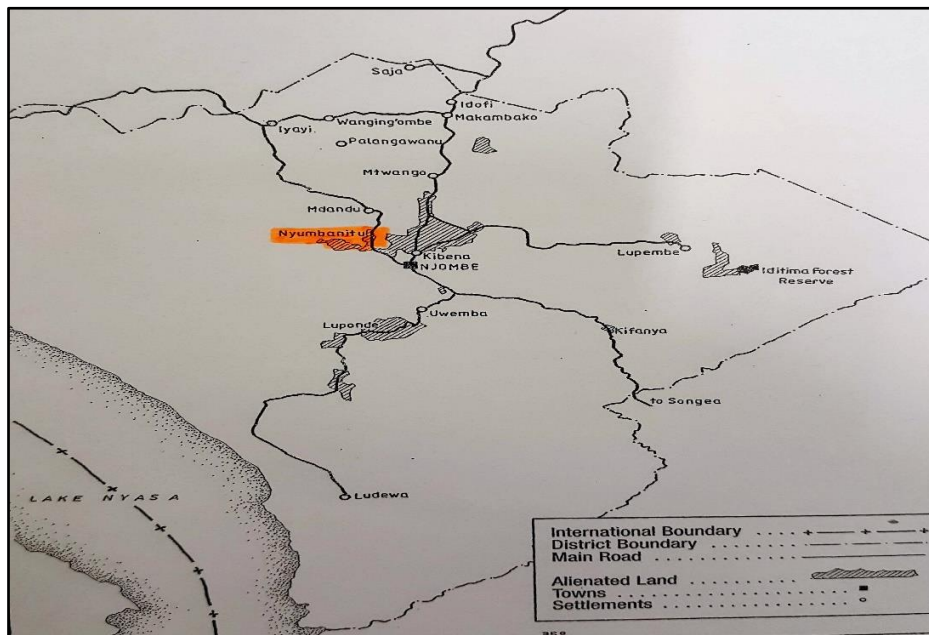 Saja
Idofi
Makambako
Wanging'ombe
Iyayi
Palangawanu
Mtwango
Mdandu
Nyumbanitu
Kibena
NJOMBE
Lupembe
Iditima Forest
Reserve
Uwemba
Luponde
Kifanya
to Songea
LAKE NYASA
Ludewa
International Boundary
District Boundary
Main Road
Alienated Land
Towns
Settlements